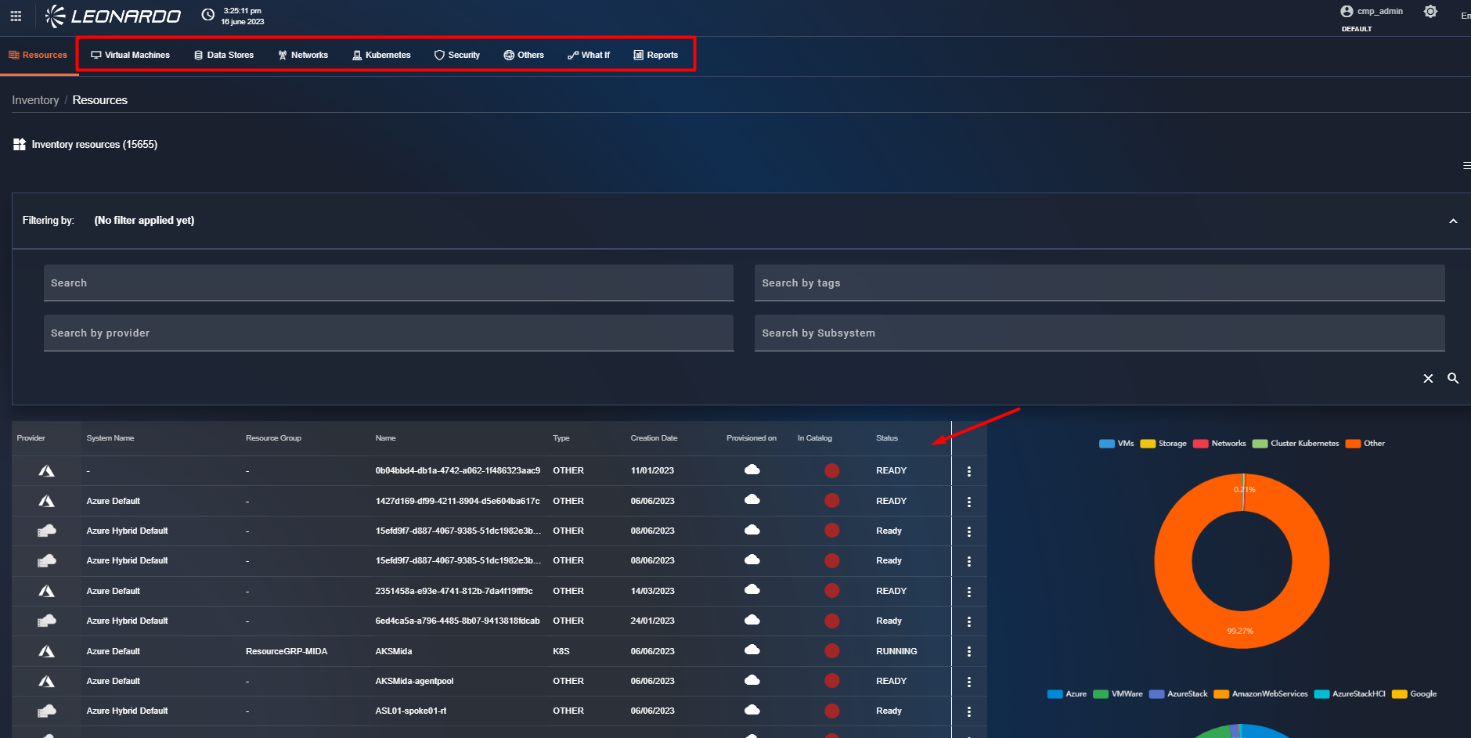 LEONARDO
3:25:11 pm
16 june 2023
cmp_admin
DEFAULT
Resources Virtual Machines Data Stores Networks Kubernetes Security Others What If Reports
Inventory / Resources
Inventory resources (15655)
Filtering by: (No filter applied yet)
Search Search by tags
Search by provider Search by Subsystem
Provider System Name Resource Group Name Type Creation Date Provisioned on In Catalog Status
- - 0b04bbd4-db1a-4742-a062-1f486323aac9 OTHER 11/01/2023 READY
Azure Default - 1427d169-df99-4211-8904-d5e604ba617c OTHER 06/06/2023 READY
Azure Hybrid Default - 15efd9f7-d887-4067-9385-51dc1982e3b... OTHER 08/06/2023 Ready
Azure Hybrid Default - 15efd9f7-d887-4067-9385-51dc1982e3b... OTHER 08/06/2023 Ready
Azure Default - 2351458a-e93e-4741-812b-7da4f19fff9c OTHER 14/03/2023 READY
Azure Hybrid Default - 6ed4ca5a-a796-4485-8b07-9413818fdcab OTHER 24/01/2023 Ready
Azure Default ResourceGRP-MIDA AKSMida K8S 06/06/2023 RUNNING
Azure Default - AKSMida-agentpool OTHER 06/06/2023 READY
Azure Hybrid Default - ASL01-spoke01-rt OTHER 06/06/2023 Ready
VMs Storage Networks Cluster Kubernetes Other
99.27%
Azure VMWare AzureStack AmazonWebServices AzureStackHCI Google